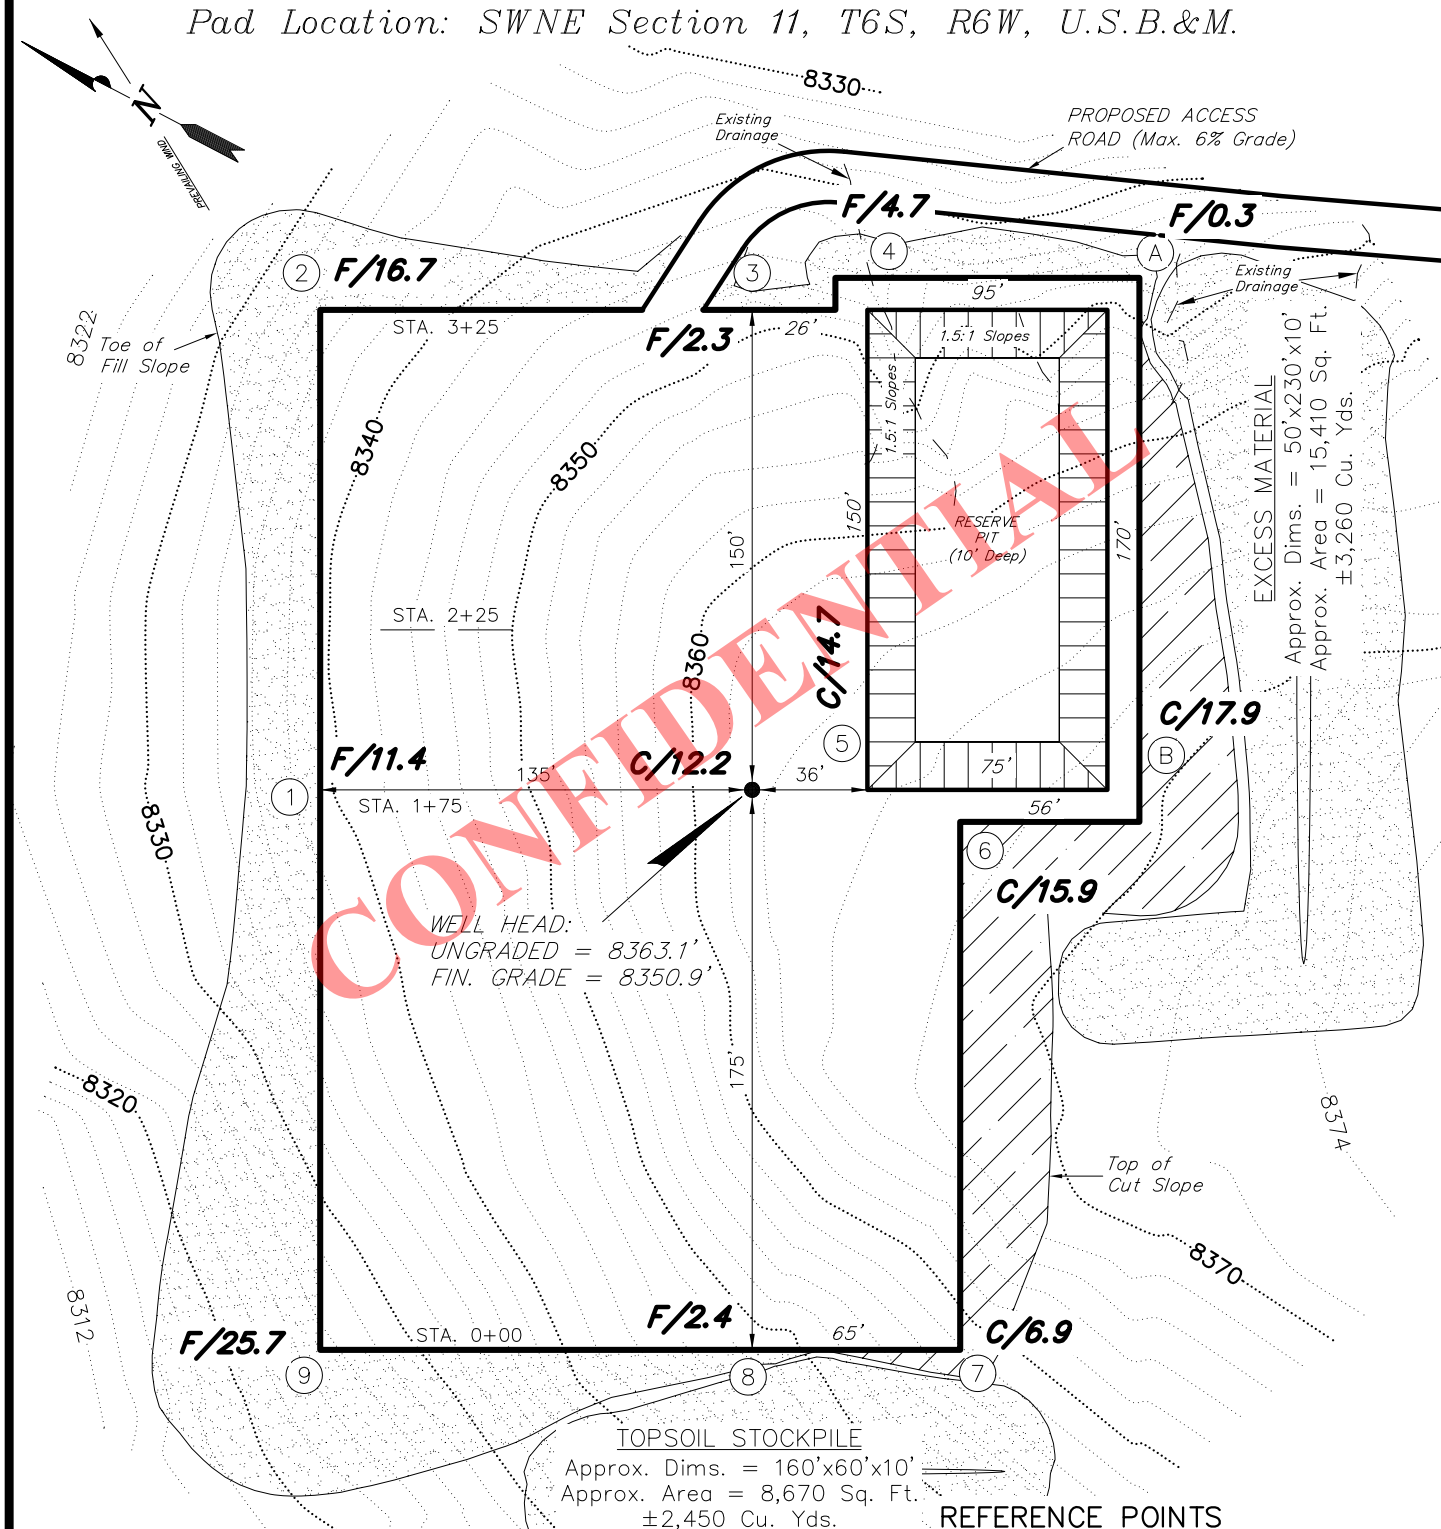 Pad Location: SWNE Section 11, T6S, R6W, U.S.B.&M.
N
PREVAILING WIND
8330
Existing
Drainage
PROPOSED ACCESS
ROAD (Max. 6% Grade)
F/4.7
F/0.3
2
F/16.7
3
4
A
Existing
Drainage
95'
STA. 3+25
26'
F/2.3
1.5:1 Slopes
1.5:1 Slopes
8322
Toe of
Fill Slope
8340
8350
150'
150'
RESERVE
PIT
(10' Deep)
170'
EXCESS MATERIAL
Approx. Dims. = 50'x230'x10'
Approx. Area = 15,410 Sq. Ft.
±3,260 Cu. Yds.
STA. 2+25
8360
C/14.7
C/17.9
5
B
F/11.4
C/12.2
135'
36'
75'
1
STA. 1+75
56'
8330
6
C/15.9
WELL HEAD:
UNGRADED = 8363.1'
FIN. GRADE = 8350.9'
CONFIDENTIAL
175'
8320
8374
Top of
Cut Slope
8370
8312
F/25.7
STA. 0+00
F/2.4
65'
C/6.9
9
8
7
TOPSOIL STOCKPILE
Approx. Dims. = 160'x60'x10'
Approx. Area = 8,670 Sq. Ft.
±2,450 Cu. Yds.
REFERENCE POINTS